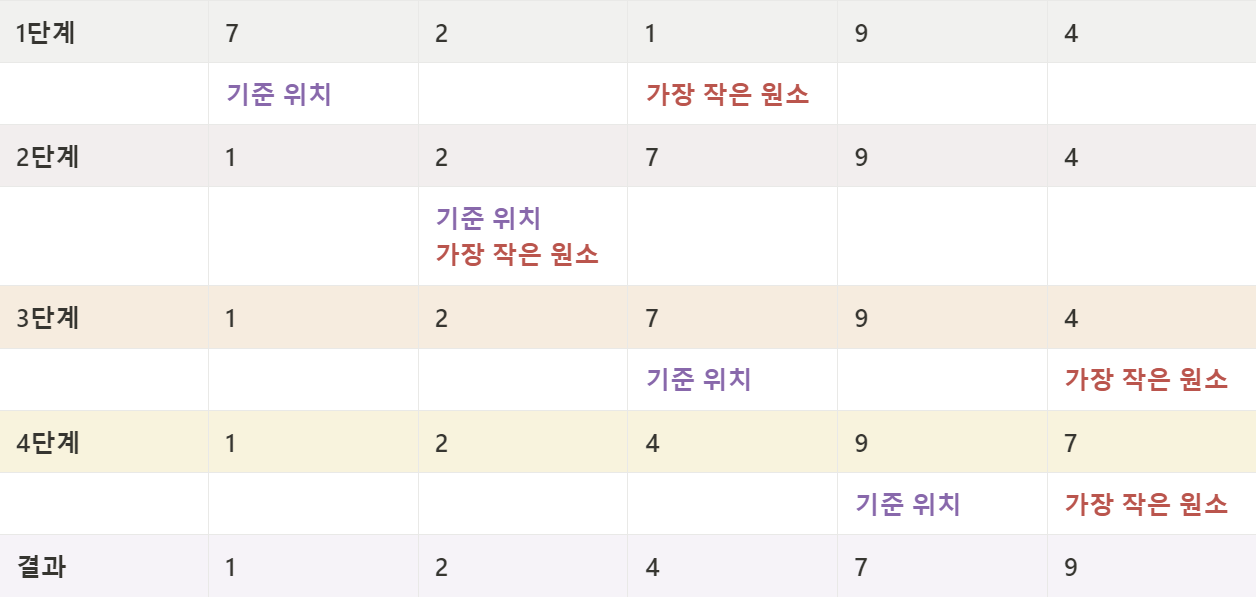 1단계 7 2 1 9 4
기준 위치 가장 작은 원소
2단계 1 2 7 9 4
기준 위치
가장 작은 원소
3단계 1 2 7 9 4
기준 위치 가장 작은 원소
4단계 1 2 4 9 7
기준 위치 가장 작은 원소
결과 1 2 4 7 9